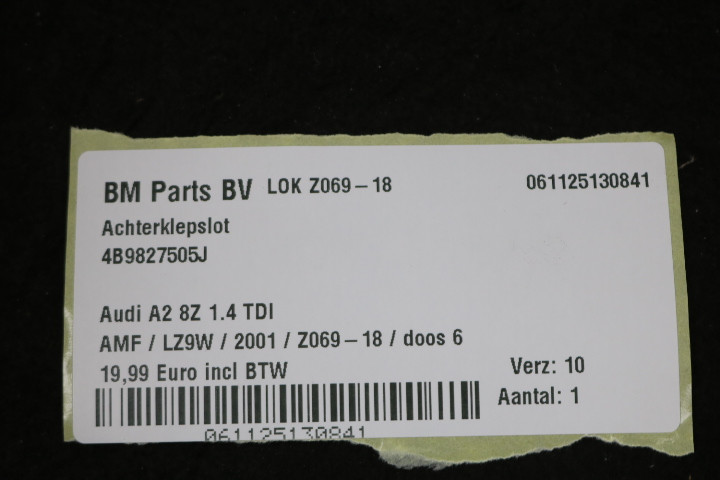 BM Parts BV LOK Z069-18 061125130841
Achterklepslot
4B9827505J
Audi A2 8Z 1.4 TDI
AMF / LZ9W / 2001 / Z069-18 / doos 6
19,99 Euro incl BTW Verz: 10
Aantal: 1
061125130841